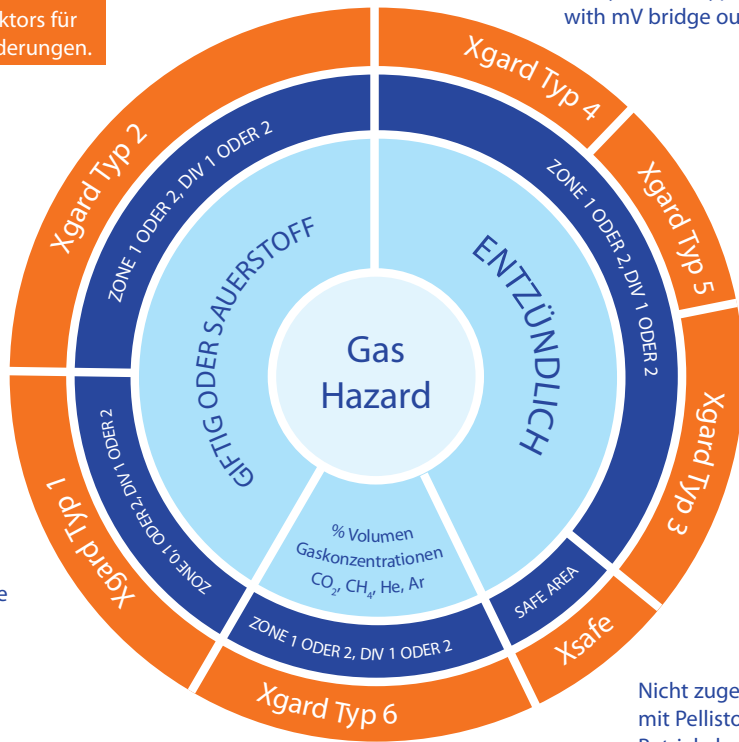 ktors für
derungen.
with mV bridge ou
Xgard Typ 2
Xgard Typ 4
ZONE 1 ODER 2, DIV 1 ODER 2
ZONE 1 ODER 2, DIV 1 ODER 2
Xgard Typ 5
GIFTIG ODER SAUERSTOFF
ENTZÜNDLICH
Gas
Hazard
Xgard Typ 3
Xgard Typ 1
ZONE 0,1 ODER 2, DIV 1 ODER 2
% Volumen
Gaskonzentrationen
CO₂, CH₄, He, Ar
SAFE AREA
e
ZONE 1 ODER 2, DIV 1 ODER 2
Xsafe
Xgard Typ 6
Nicht zuge
mit Pellisto